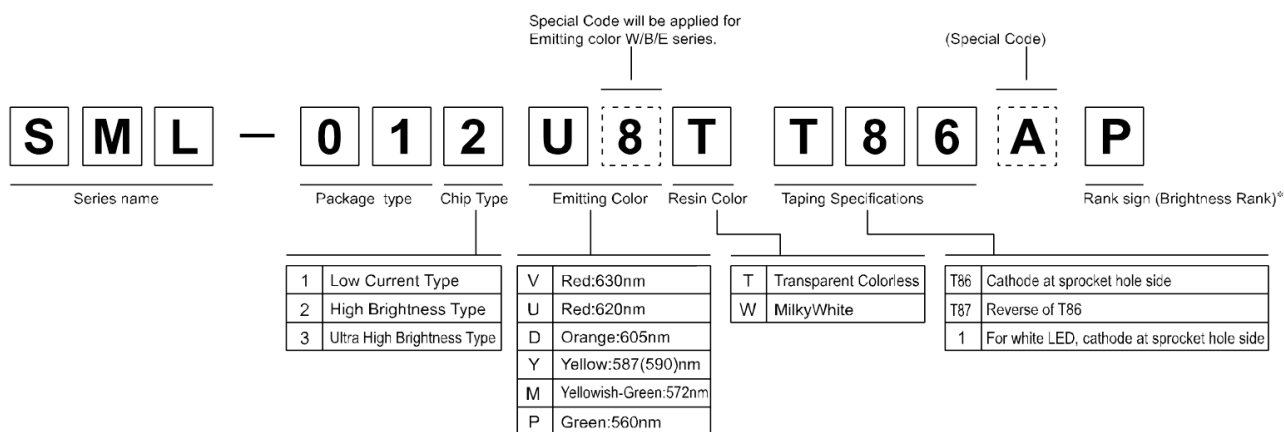 Special Code will be applied for
Emitting color W/B/E series.
(Special Code)
S M L — 0 1 2 U 8 T T 8 6 A P
Series name Package type Chip Type Emitting Color Resin Color Taping Specifications Rank sign (Brightness Rank)*
1 Low Current Type
2 High Brightness Type
3 Ultra High Brightness Type
V Red:630nm
U Red:620nm
D Orange:605nm
Y Yellow:587(590)nm
M Yellowish-Green:572nm
P Green:560nm
T Transparent Colorless
W MilkyWhite
T86 Cathode at sprocket hole side
T87 Reverse of T86
1 For white LED, cathode at sprocket hole side